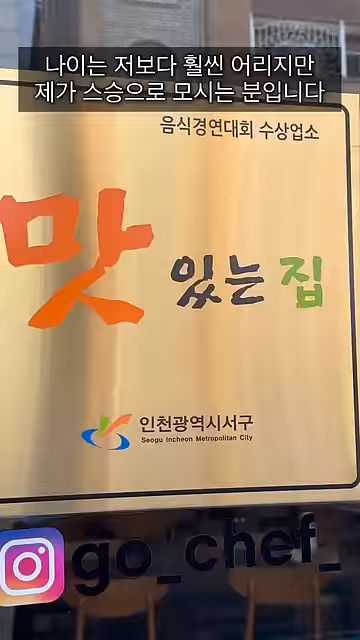 나이는 저보다 훨씬 어리지만
제가 스승으로 모시는 분입니다
음식경연대회 수상업소
맛있는 집
인천광역시서구
Seogu Incheon Metropolitan City
go_chef_